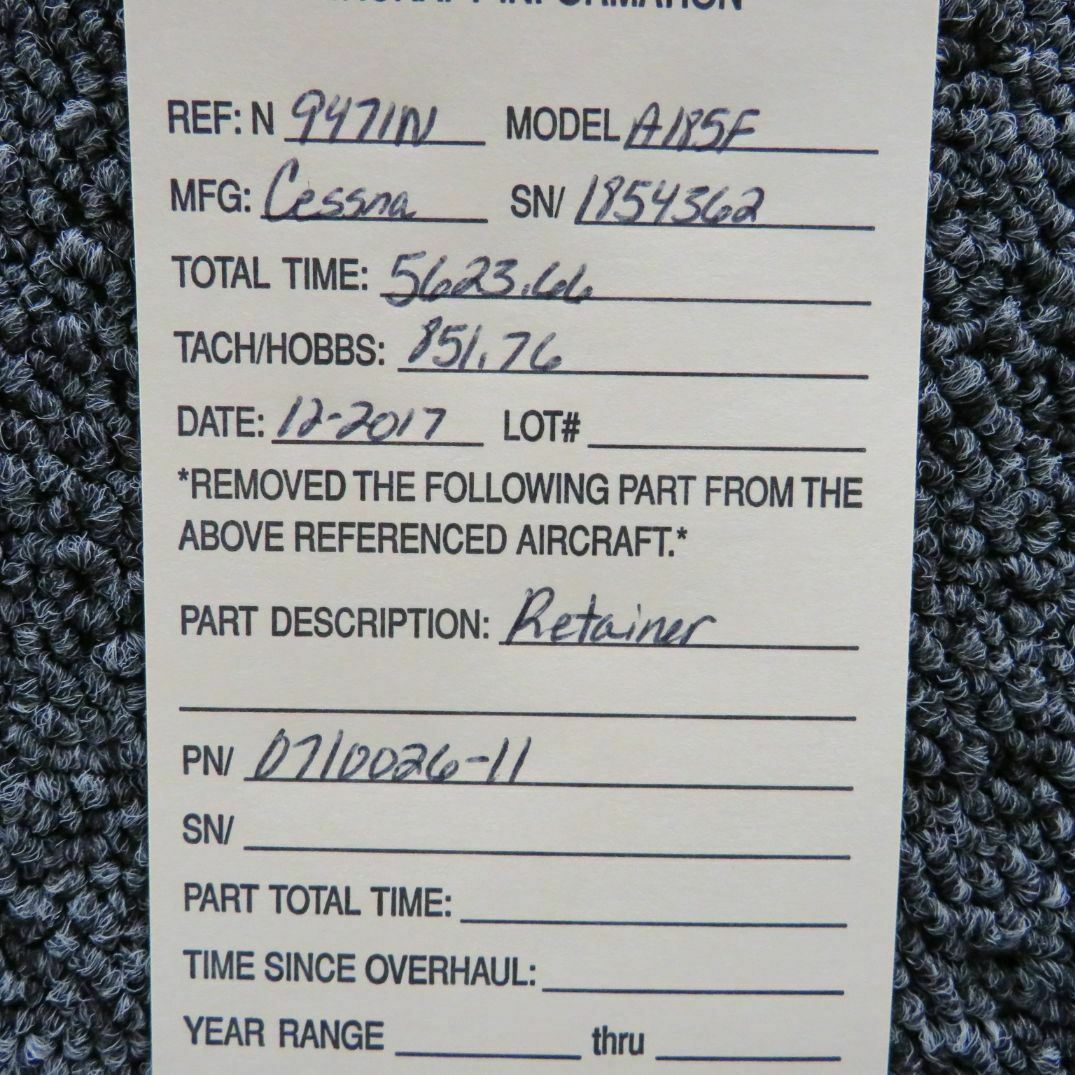 AIRCRAFT INFORMATION
REF: N 9471N MODEL A185F
MFG: Cessna SN/ 1854362
TOTAL TIME: 5623.66
TACH/HOBBS: 851.76
DATE: 12-2017 LOT#
*REMOVED THE FOLLOWING PART FROM THE
ABOVE REFERENCED AIRCRAFT.*
PART DESCRIPTION: Retainer
PN/ 0710026-11
SN/
PART TOTAL TIME:
TIME SINCE OVERHAUL:
YEAR RANGE thru